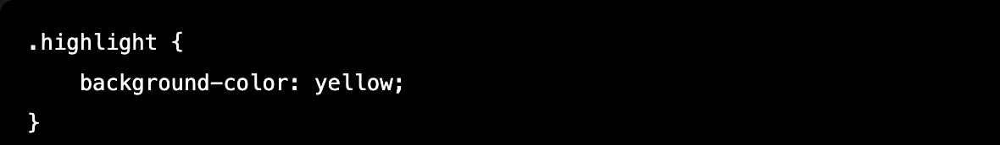 .highlight {
    background-color: yellow;
}